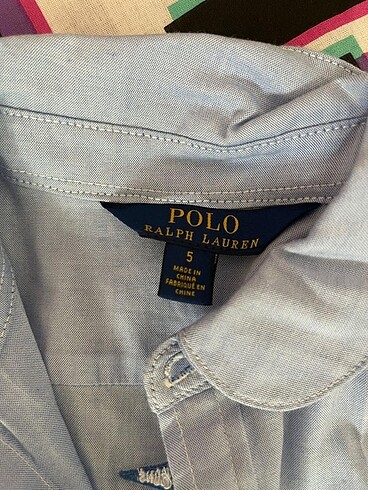 POLO
RALPH LAUREN
5
MADE IN
CHINA
FABRIQUÉ EN
CHINE